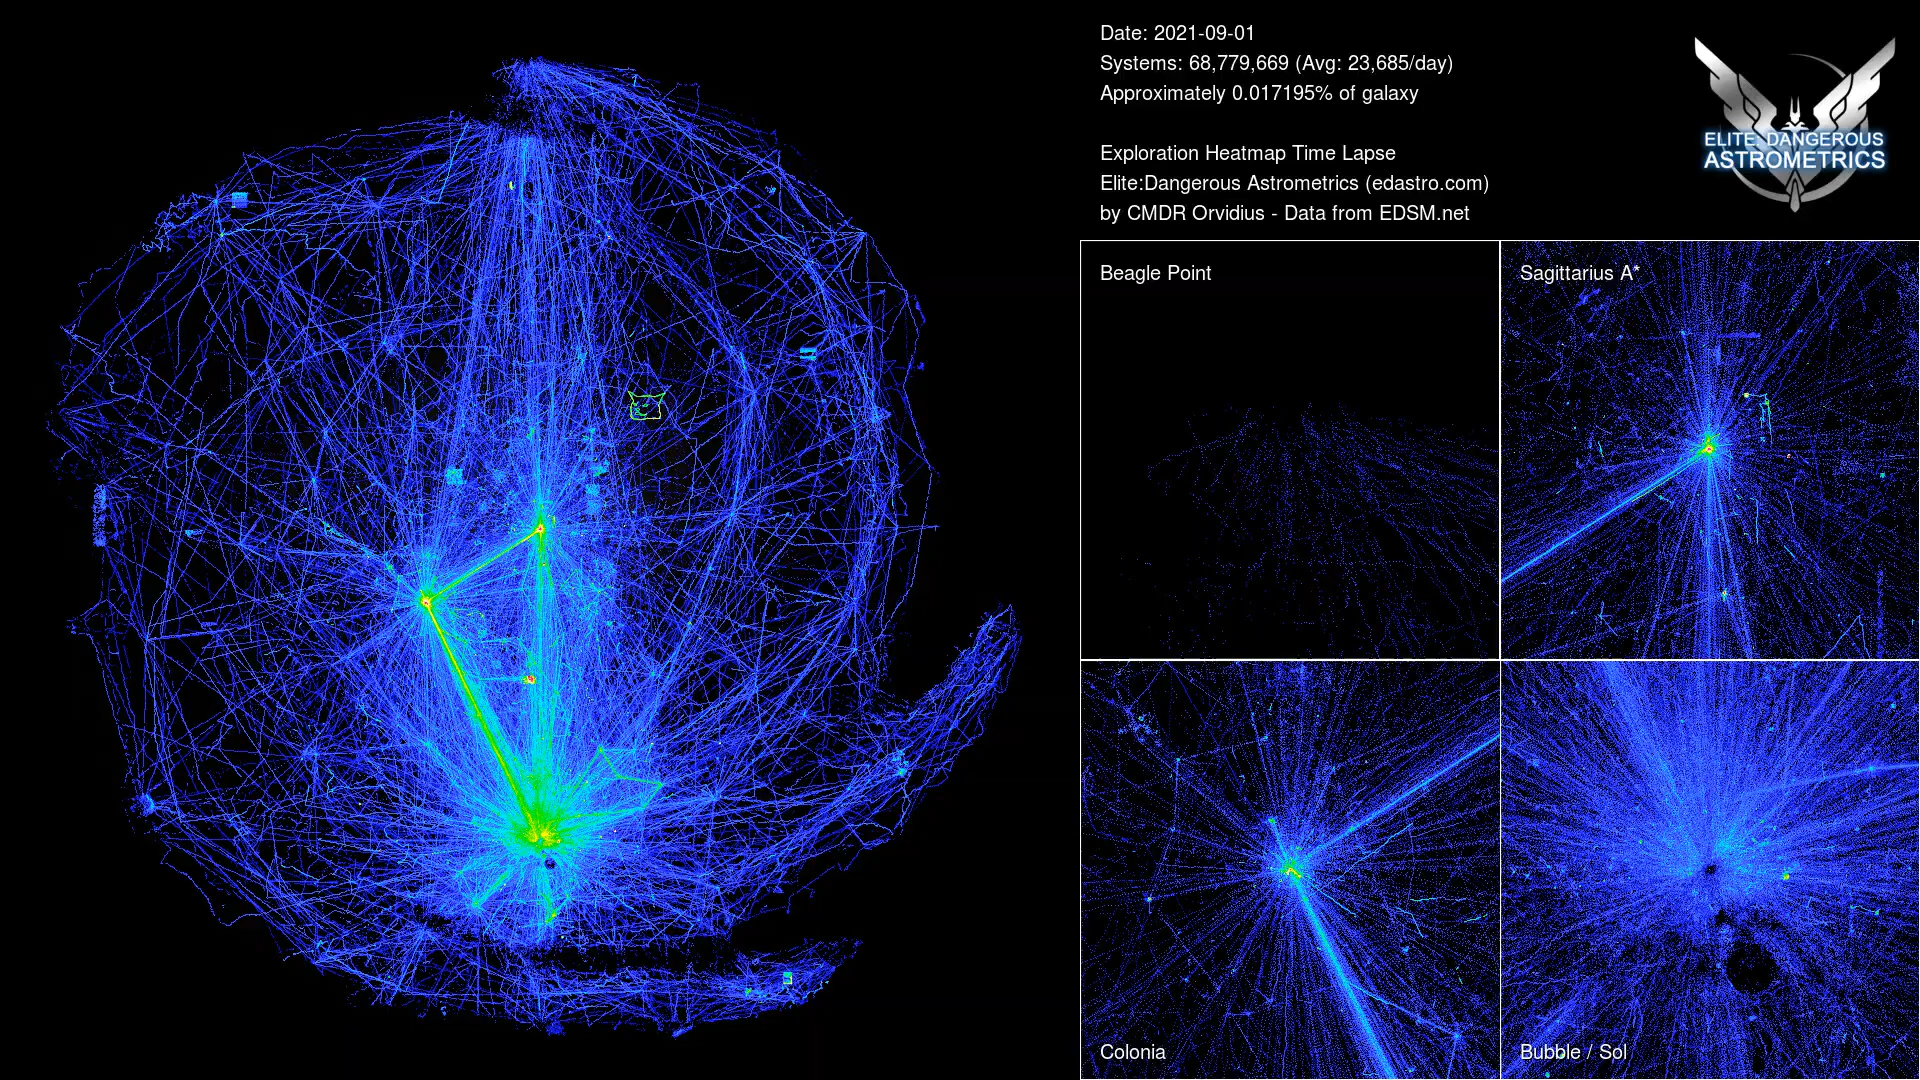 Date: 2021-09-01
Systems: 68,779,669 (Avg: 23,685/day)
Approximately 0.017195% of galaxy
Exploration Heatmap Time Lapse
Elite:Dangerous Astrometrics (edastro.com)
by CMDR Orvidius - Data from EDSM.net
ELITE: DANGEROUS
ASTROMETRICS
Beagle Point
Sagittarius A*
Colonia
Bubble / Sol